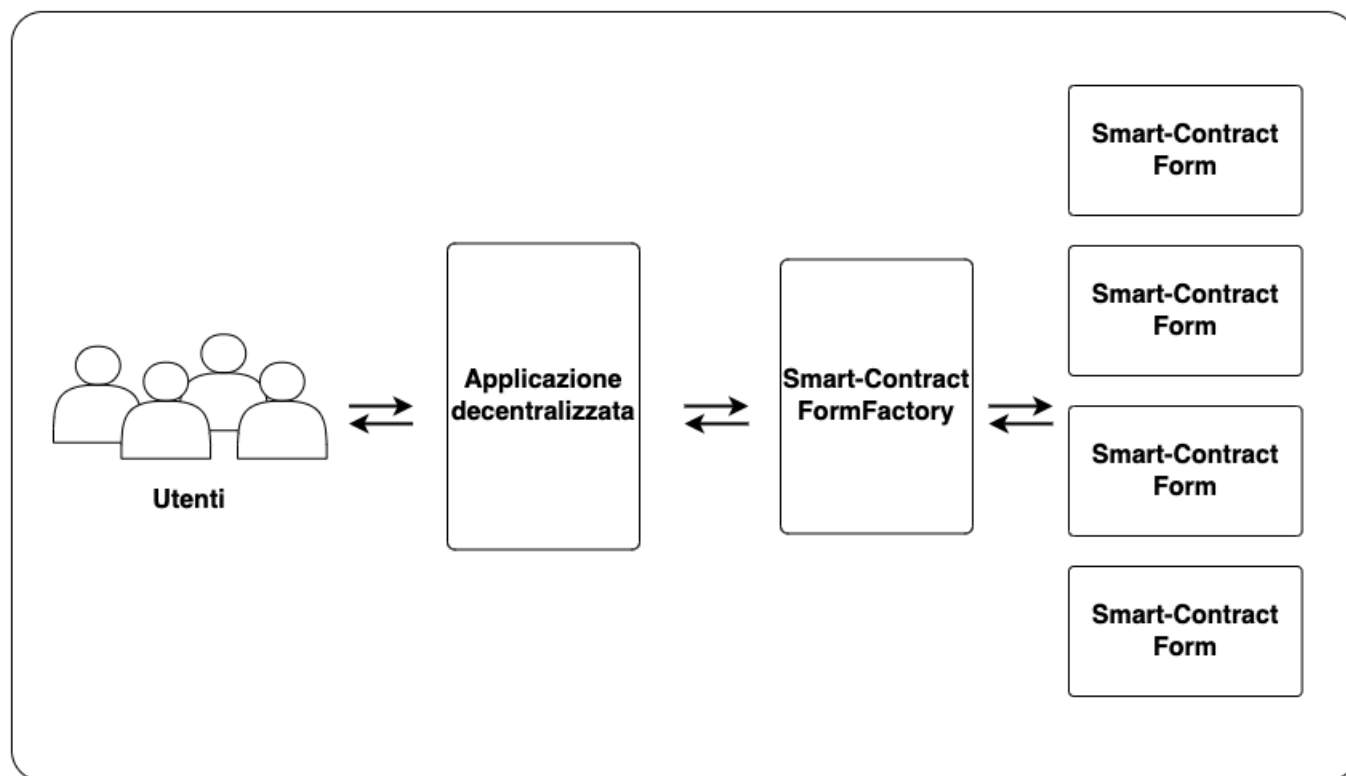 Utenti
Applicazione
decentralizzata
Smart-Contract
FormFactory
Smart-Contract
Form
Smart-Contract
Form
Smart-Contract
Form
Smart-Contract
Form